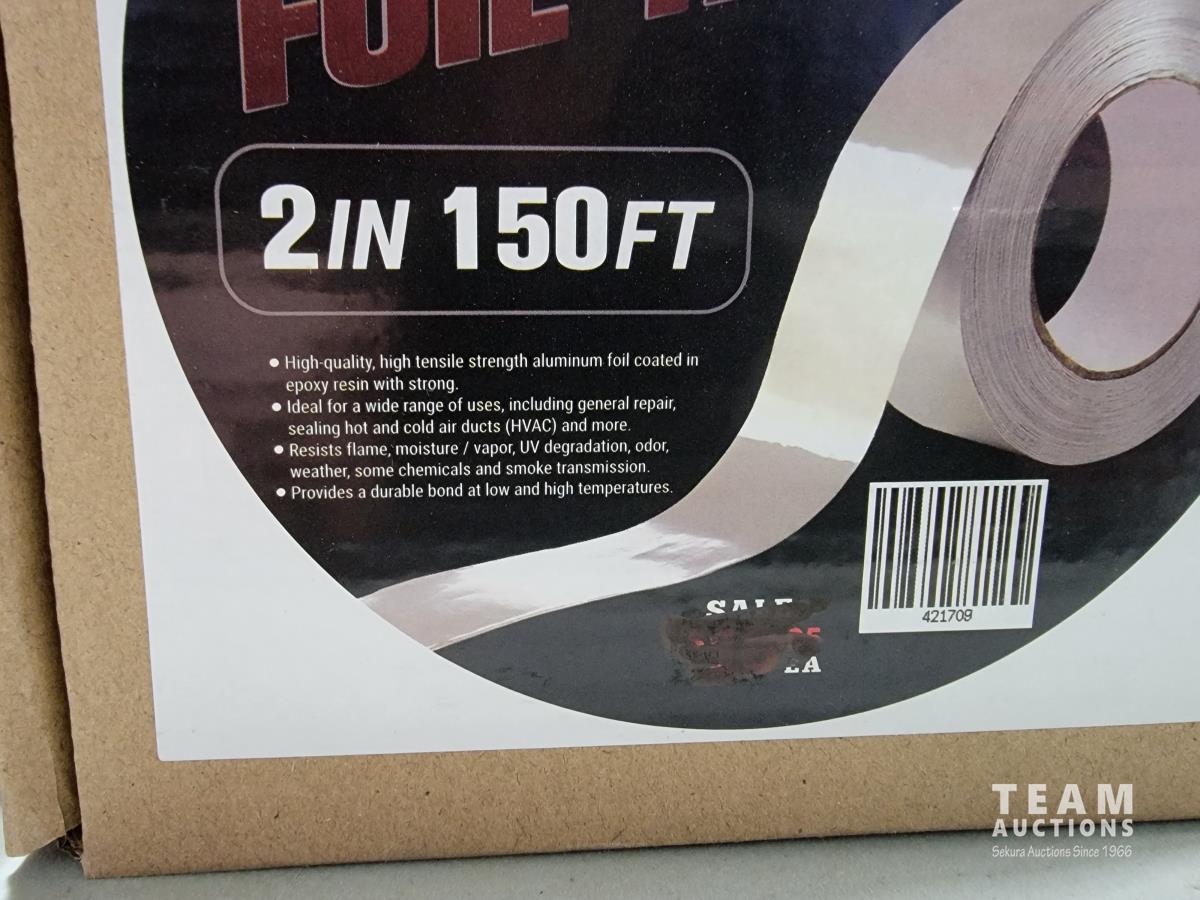 FOIL
2IN 150FT
● High-quality, high tensile strength aluminum foil coated in
epoxy resin with strong.
● Ideal for a wide range of uses, including general repair,
sealing hot and cold air ducts (HVAC) and more.
● Resists flame, moisture / vapor, UV degradation, odor,
weather, some chemicals and smoke transmission.
● Provides a durable bond at low and high temperatures.
421709
SALE
EA
TEAM
AUCTIONS
Sekura Auctions Since 1966